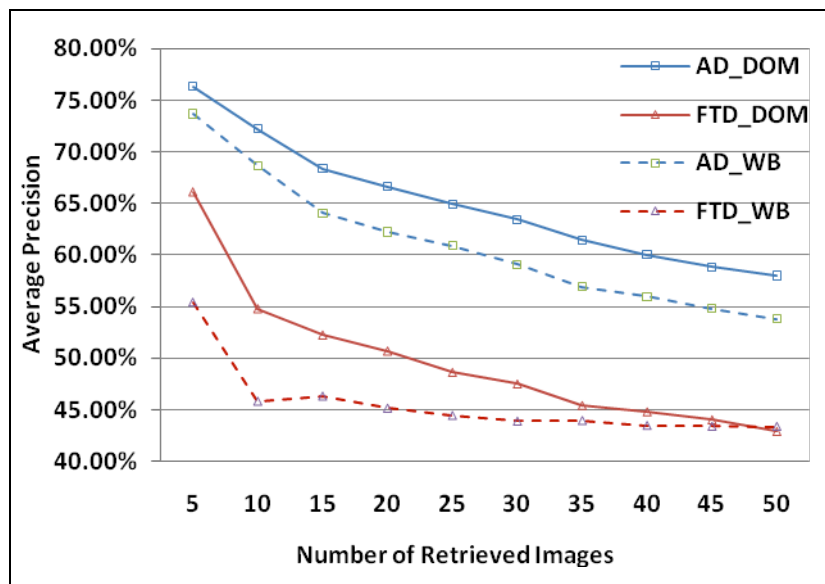 80.00%
75.00%
70.00%
65.00%
60.00%
55.00%
50.00%
45.00%
40.00%
Average Precision
AD_DOM
FTD_DOM
AD_WB
FTD_WB
5 10 15 20 25 30 35 40 45 50
Number of Retrieved Images